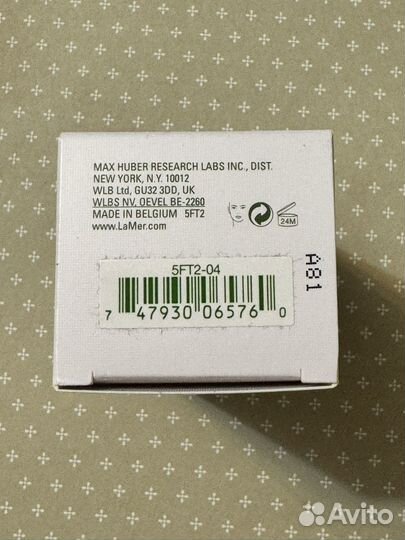 MAX HUBER RESEARCH LABS INC., DIST.
NEW YORK, N.Y. 10012
WLB Ltd, GU32 3DD, UK
WLBS NV. OEVEL BE-2260
MADE IN BELGIUM 5FT2
www.LaMer.com
24M
A81
5FT2-04
7 47930 06576 0
Avito